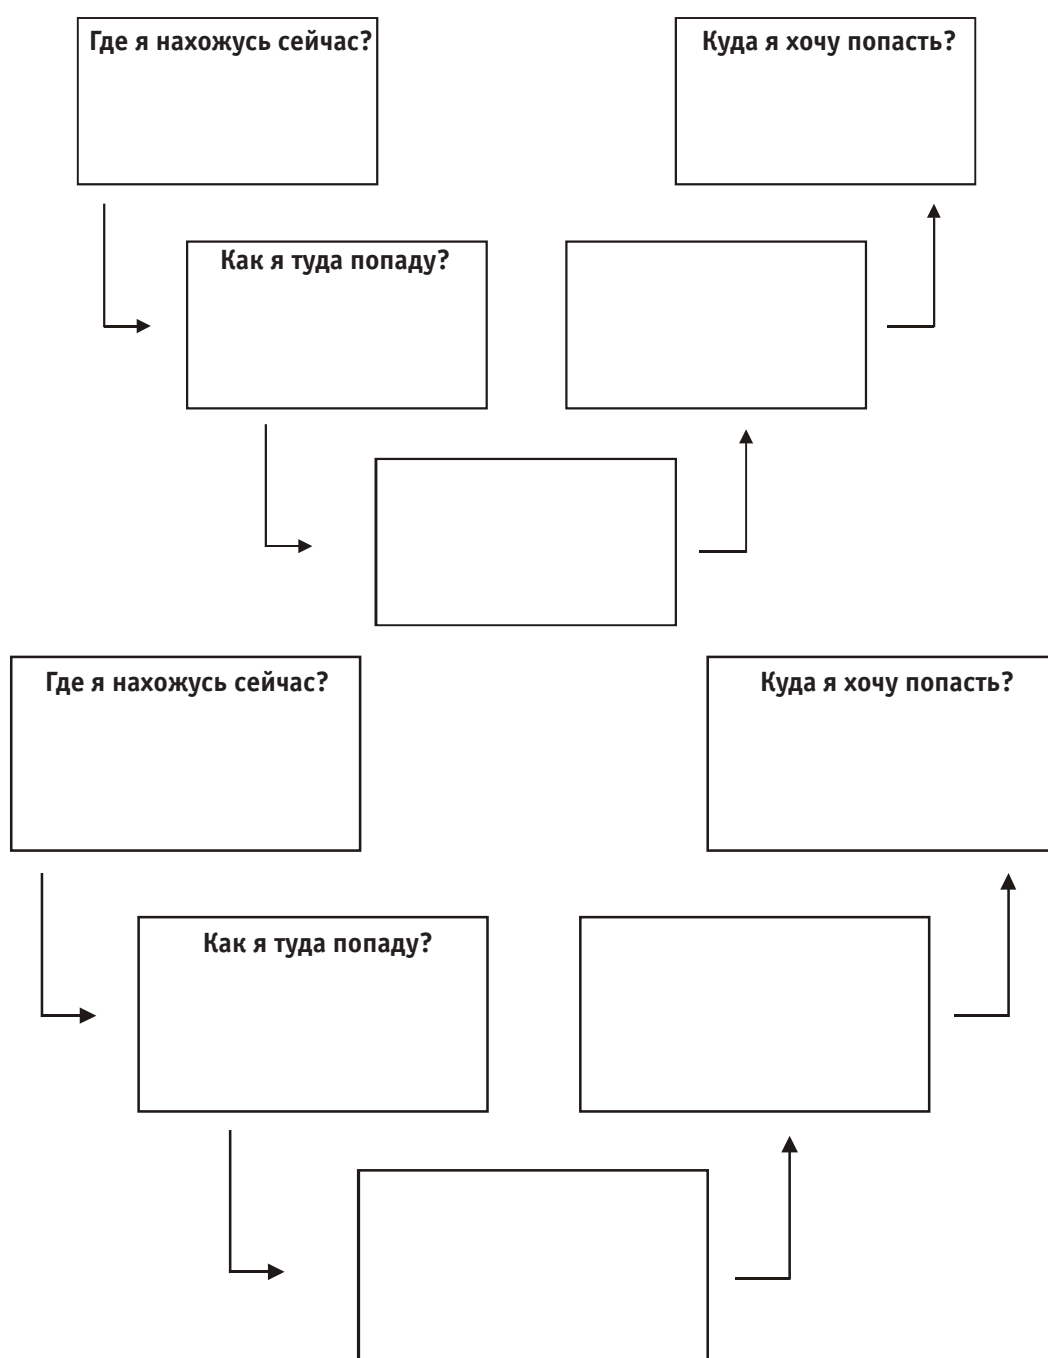 Где я нахожусь сейчас?
Куда я хочу попасть?
Как я туда попаду?
Где я нахожусь сейчас?
Куда я хочу попасть?
Как я туда попаду?